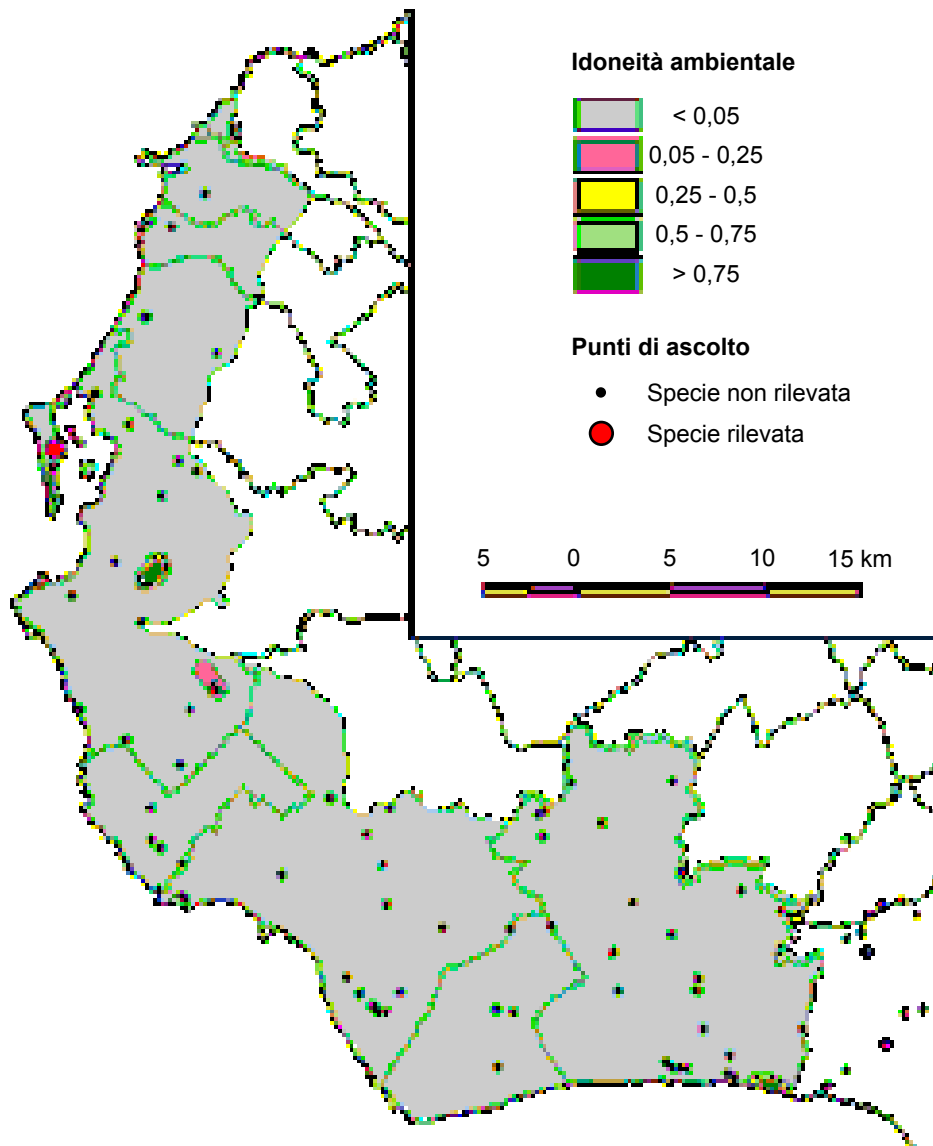 Idoneità ambientale
< 0,05
0,05 - 0,25
0,25 - 0,5
0,5 - 0,75
> 0,75
Punti di ascolto
Specie non rilevata
Specie rilevata
5 0 5 10 15 km